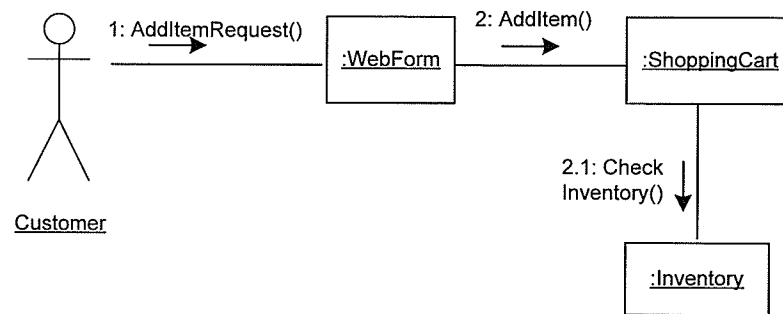 1: AddItemRequest()
2: AddItem()
:WebForm
:ShoppingCart
2.1: Check
Inventory()
Customer
:Inventory